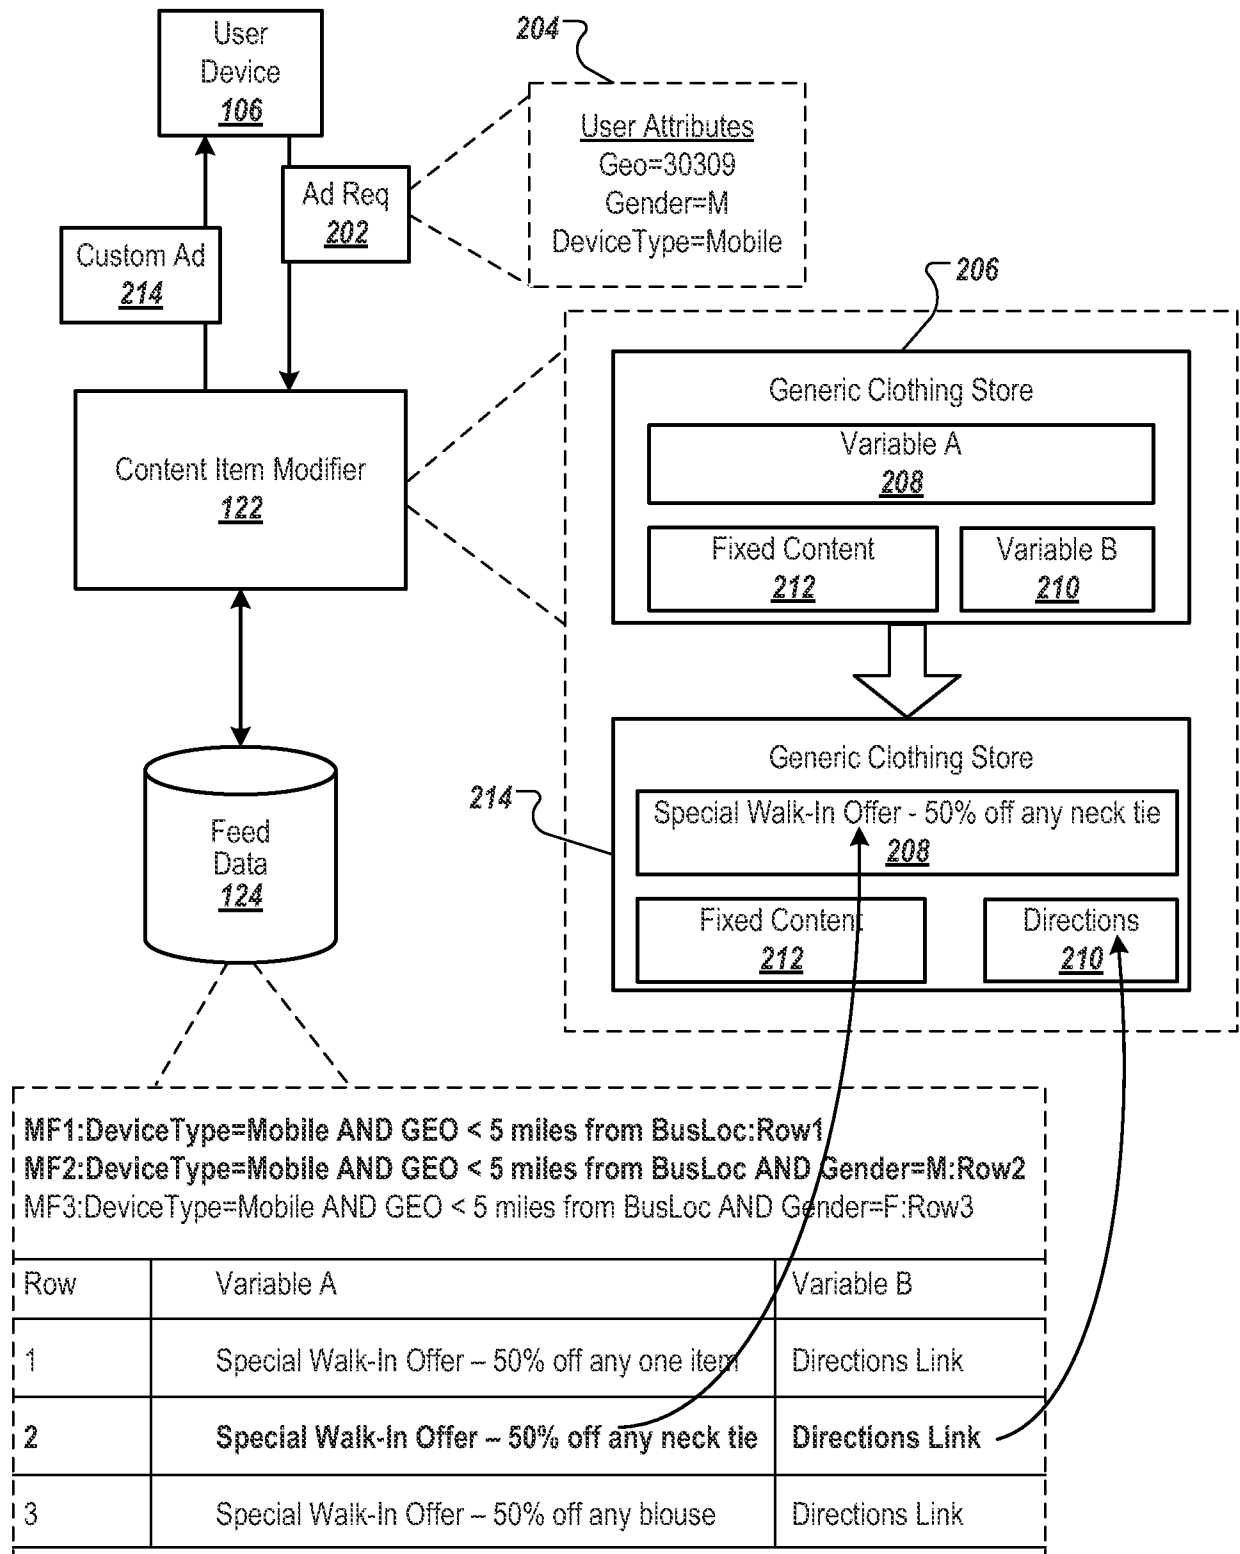 User
Device
106
204
User Attributes
Geo=30309
Gender=M
DeviceType=Mobile
Ad Req
202
Custom Ad
214
206
Generic Clothing Store
Variable A
208
Fixed Content
212
Variable B
210
Content Item Modifier
122
Generic Clothing Store
214
Special Walk-In Offer - 50% off any neck tie
208
Fixed Content
212
Directions
210
Feed
Data
124
MF1:DeviceType=Mobile AND GEO < 5 miles from BusLoc:Row1
MF2:DeviceType=Mobile AND GEO < 5 miles from BusLoc AND Gender=M:Row2
MF3:DeviceType=Mobile AND GEO < 5 miles from BusLoc AND Gender=F:Row3
Row Variable A Variable B
1 Special Walk-In Offer – 50% off any one item Directions Link
2 Special Walk-In Offer – 50% off any neck tie Directions Link
3 Special Walk-In Offer – 50% off any blouse Directions Link